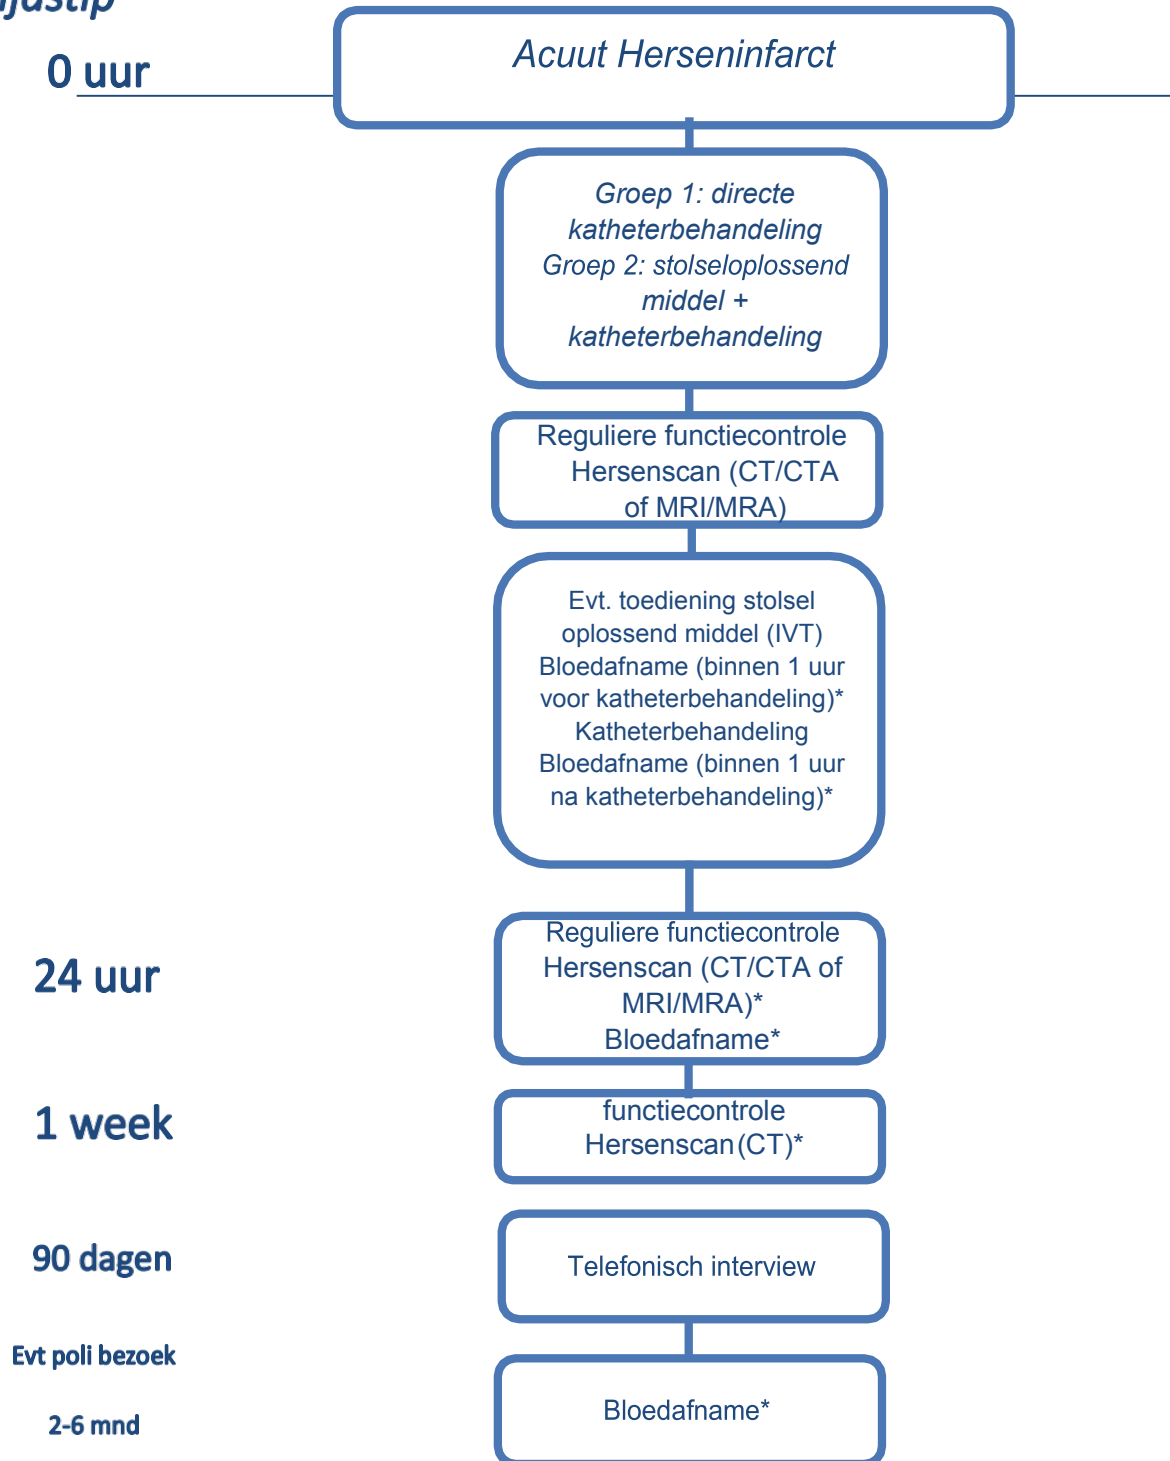 0 uur
Acuut Herseninfarct
Groep 1: directe
katheterbehandeling
Groep 2: stolseloplossend
middel +
katheterbehandeling
Reguliere functiecontrole
Hersenscan (CT/CTA
of MRI/MRA)
Evt. toediening stolsel
oplossend middel (IVT)
Bloedafname (binnen 1 uur
voor katheterbehandeling)*
Katheterbehandeling
Bloedafname (binnen 1 uur
na katheterbehandeling)*
24 uur
Reguliere functiecontrole
Hersenscan (CT/CTA of
MRI/MRA)*
Bloedafname*
1 week
functiecontrole
Hersenscan (CT)*
90 dagen
Telefonisch interview
Evt poli bezoek
2-6 mnd
Bloedafname*